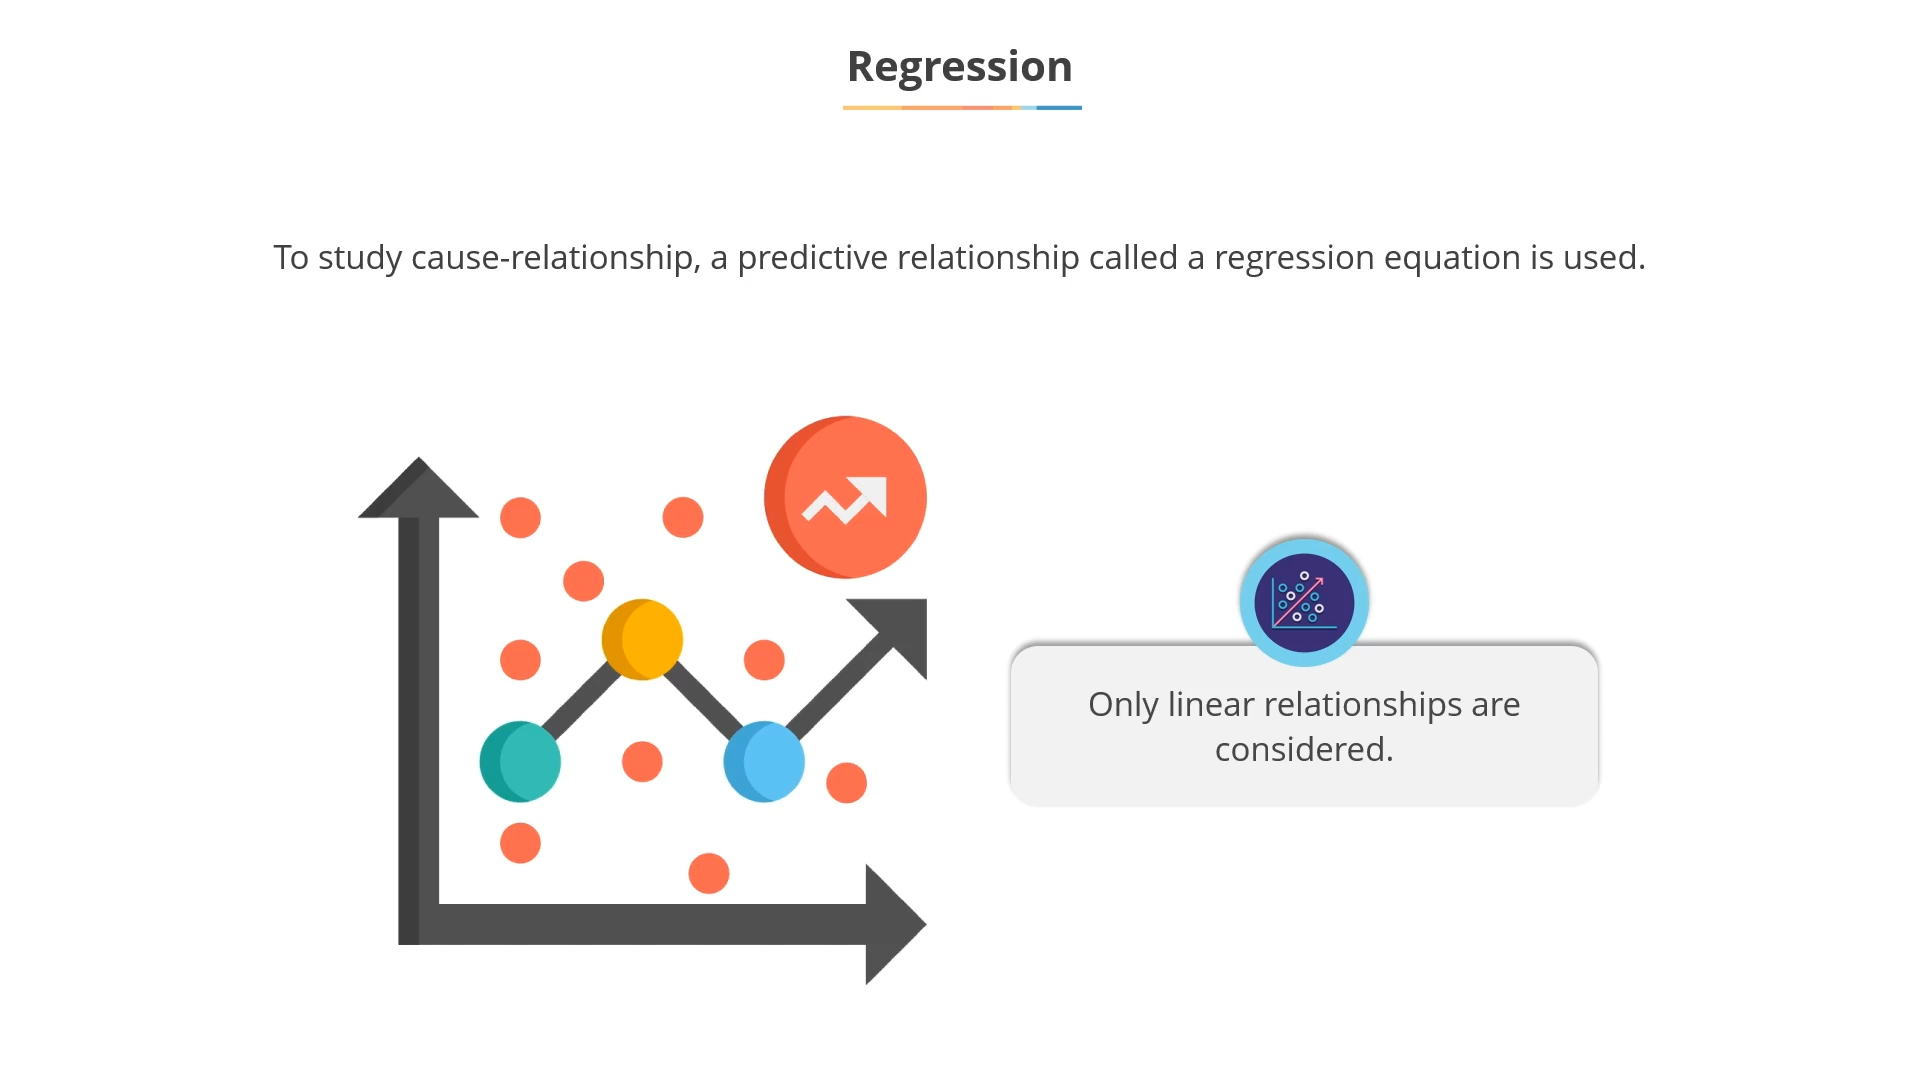 Regression
To study cause-relationship, a predictive relationship called a regression equation is used.
Only linear relationships are
considered.